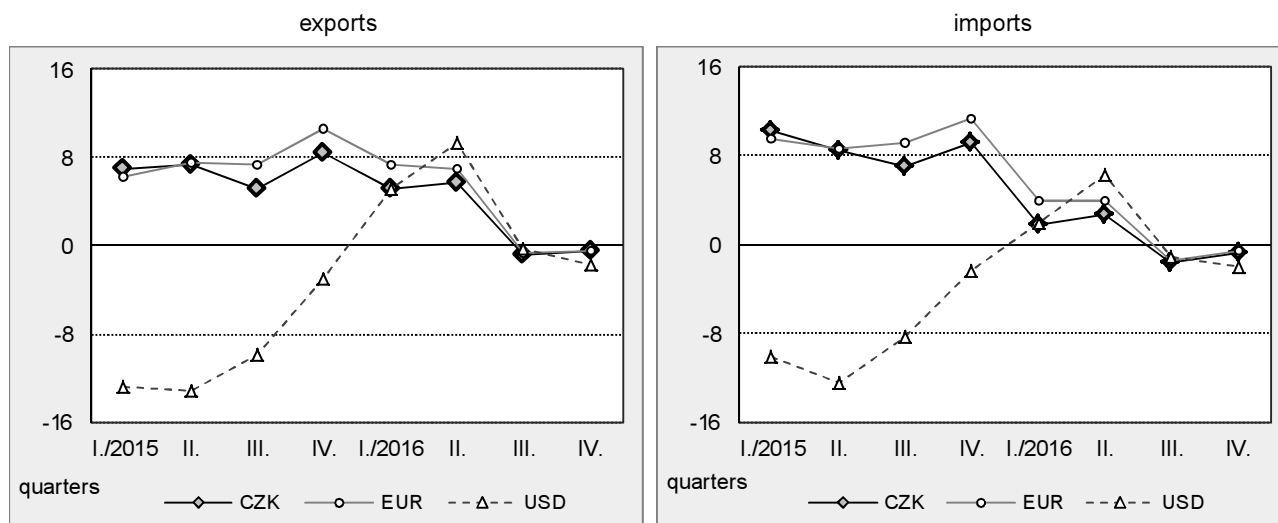 exports
16
8
0
-8
-16
I./2015 II. III. IV. I./2016 II. III. IV.
quarters
CZK EUR USD
imports
16
8
0
-8
-16
I./2015 II. III. IV. I./2016 II. III. IV.
quarters
CZK EUR USD